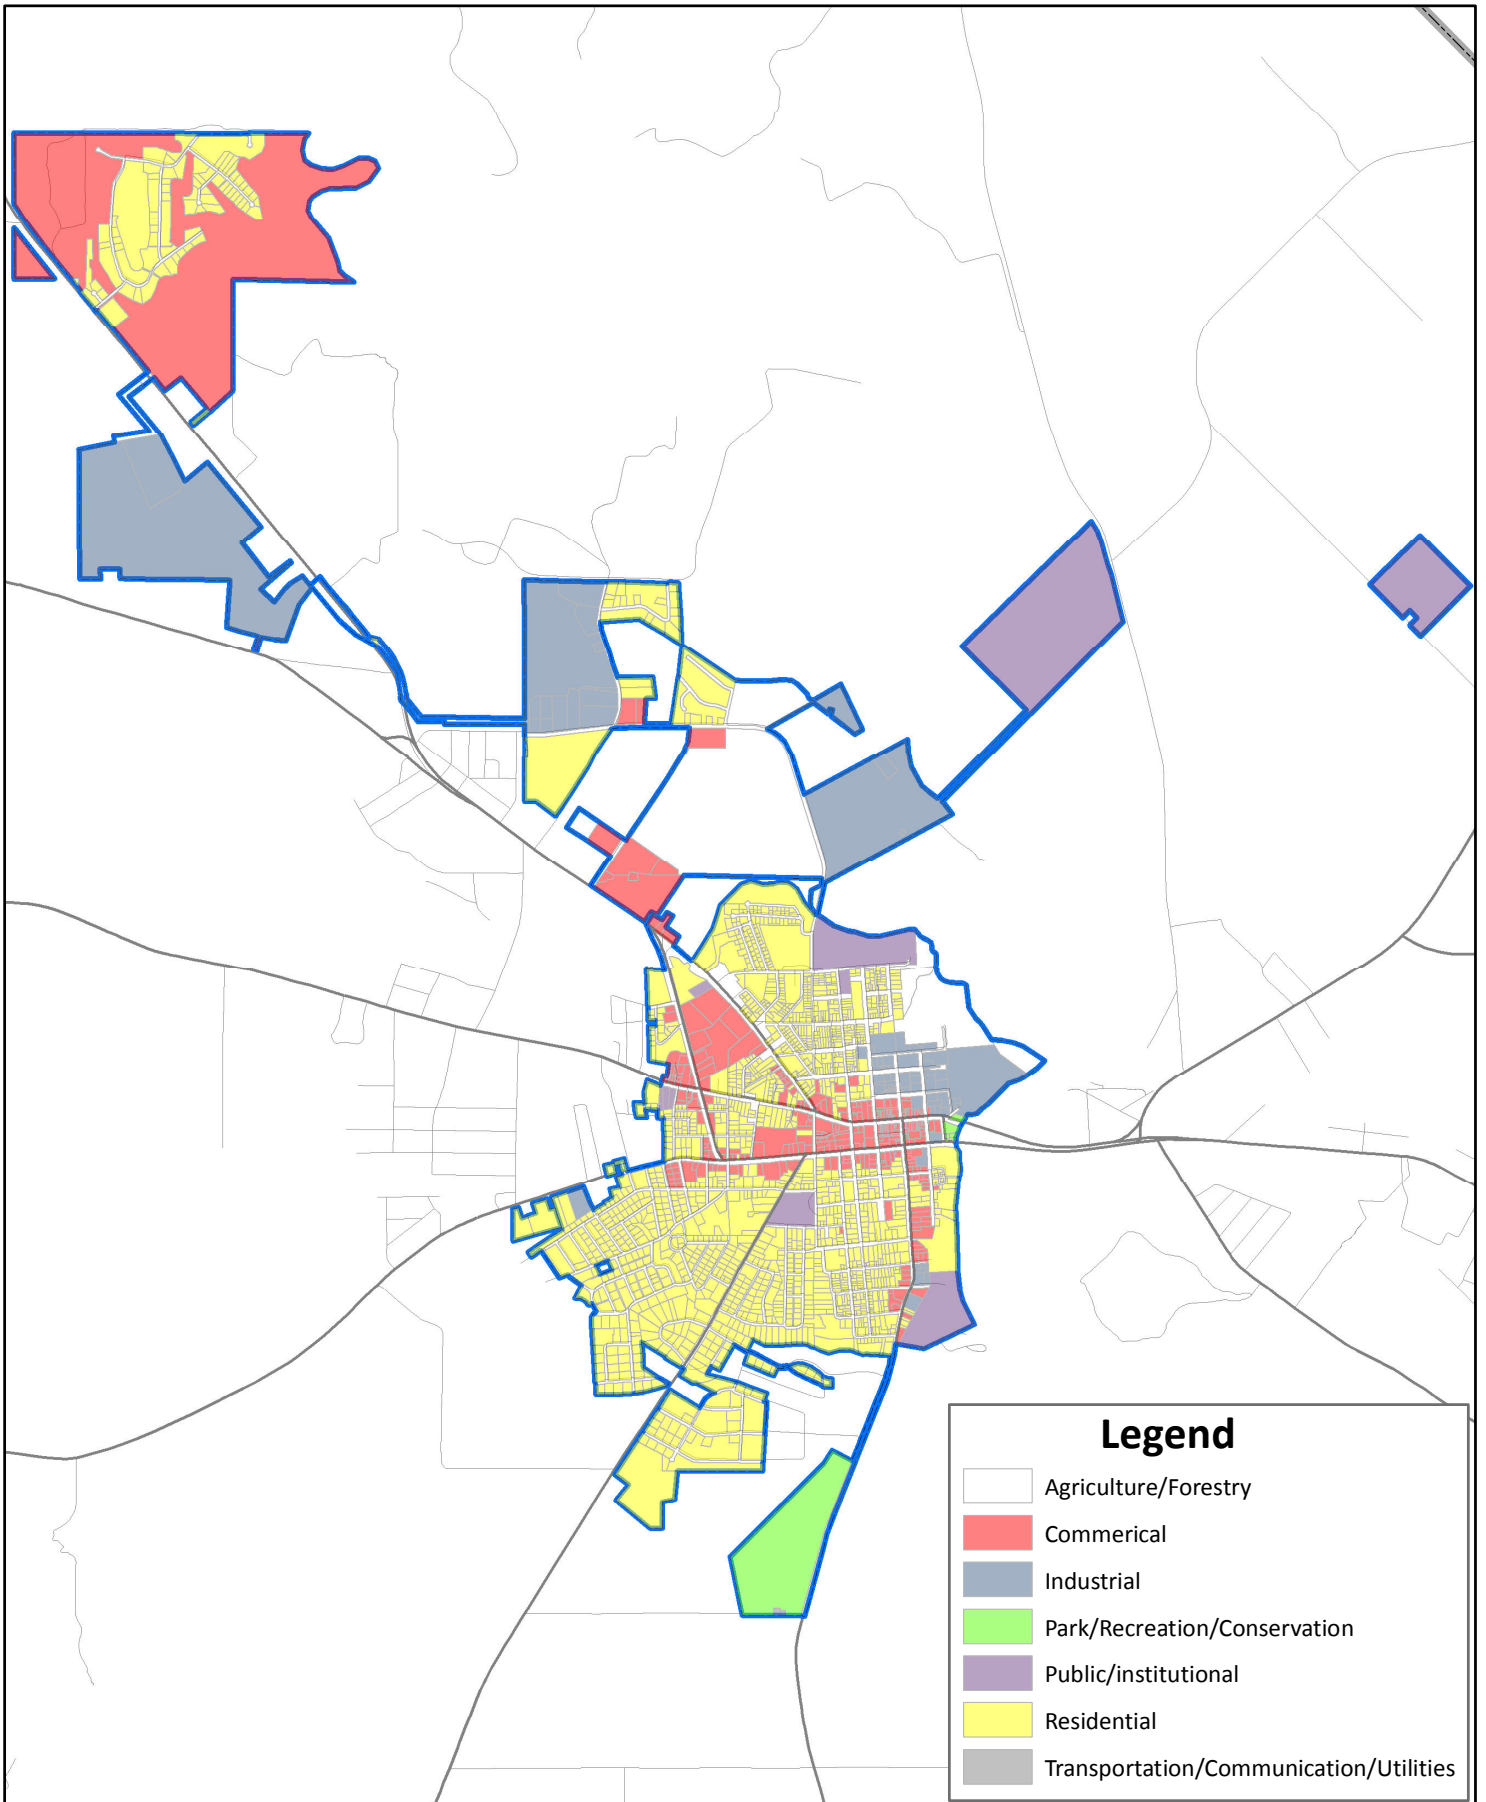 Legend
Agriculture/Forestry
Commerical
Industrial
Park/Recreation/Conservation
Public/institutional
Residential
Transportation/Communication/Utilities